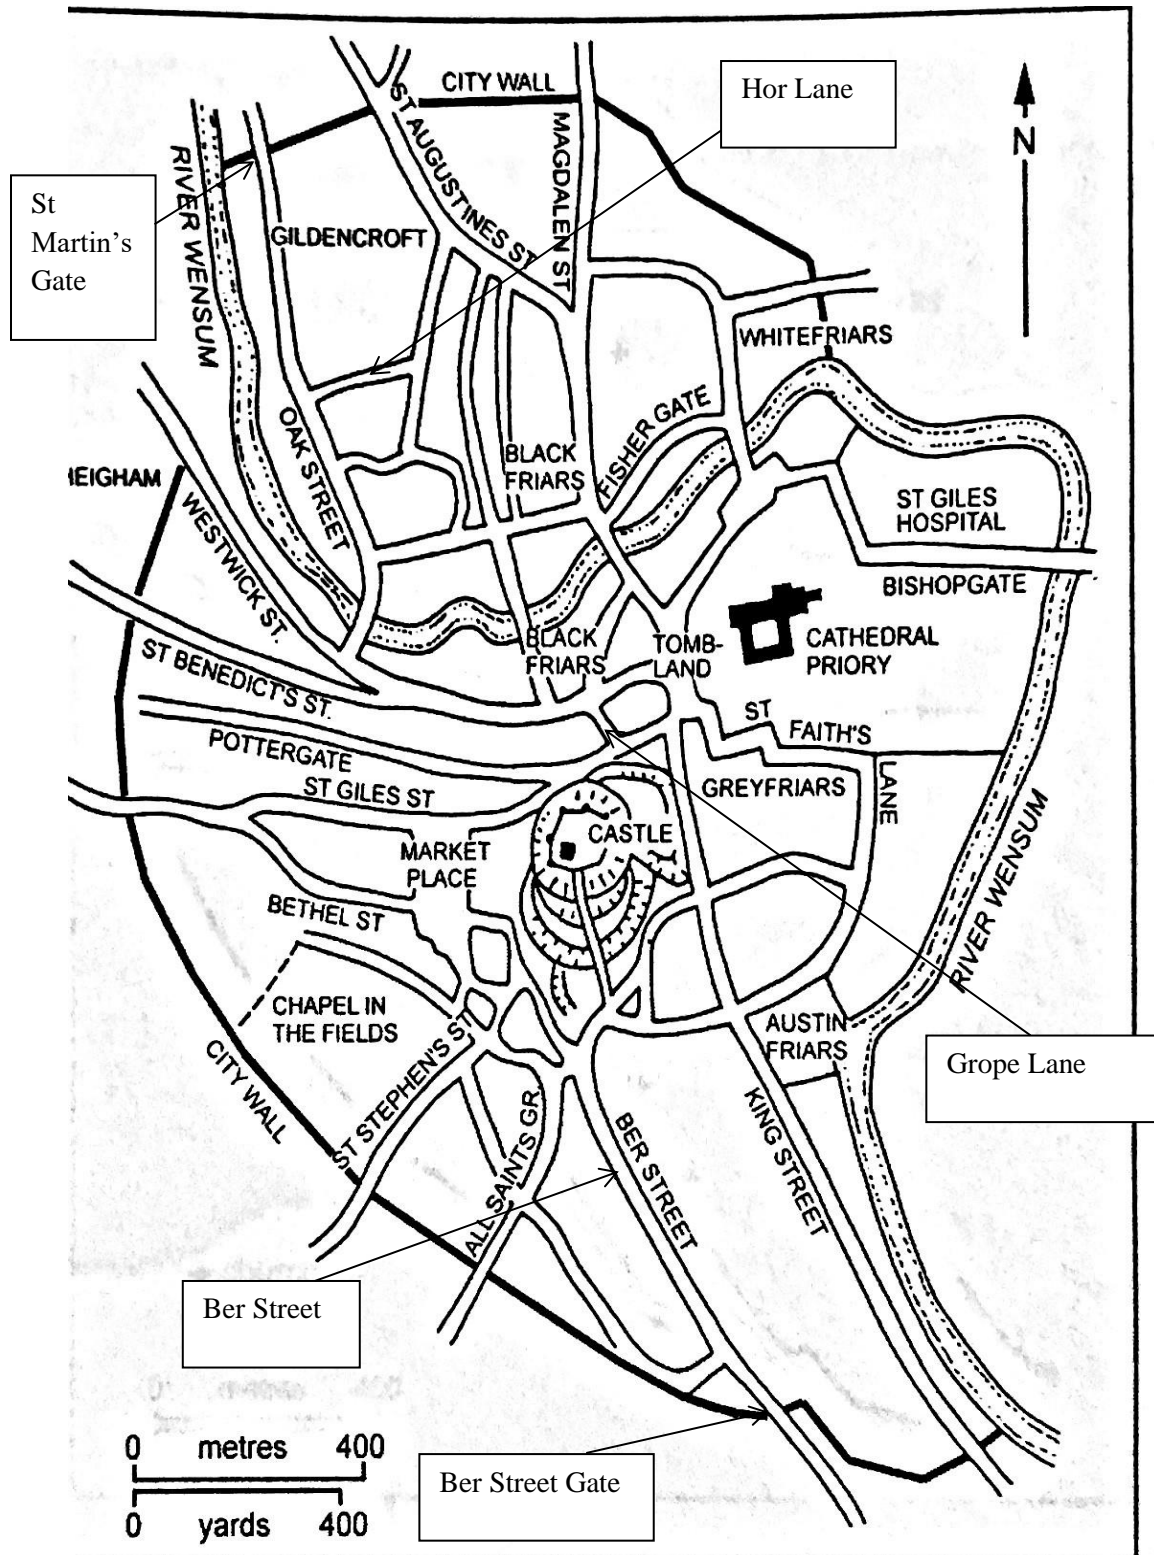 CITY WALL
Hor Lane
N
ST AUGUSTINES ST.
MAGDALEN ST
St
Martin’s
Gate
RIVER WENSUM
GILDENCROFT
WHITEFRIARS
OAK STREET
FISHER GATE
BLACK
FRIARS
HEIGHAM
WESTWICK ST.
ST GILES
HOSPITAL
BISHOPGATE
BLACK
FRIARS
TOMB-
LAND
CATHEDRAL
PRIORY
ST BENEDICT'S ST.
ST FAITH'S LANE
POTTERGATE
ST GILES ST
GREYFRIARS
CASTLE
MARKET
PLACE
RIVER WENSUM
BETHEL ST
CHAPEL IN
THE FIELDS
AUSTIN
FRIARS
Grope Lane
CITY WALL
ST STEPHEN'S ST
ALL SAINTS GR.
BER STREET
KING STREET
Ber Street
Ber Street Gate
0 metres 400
0 yards 400